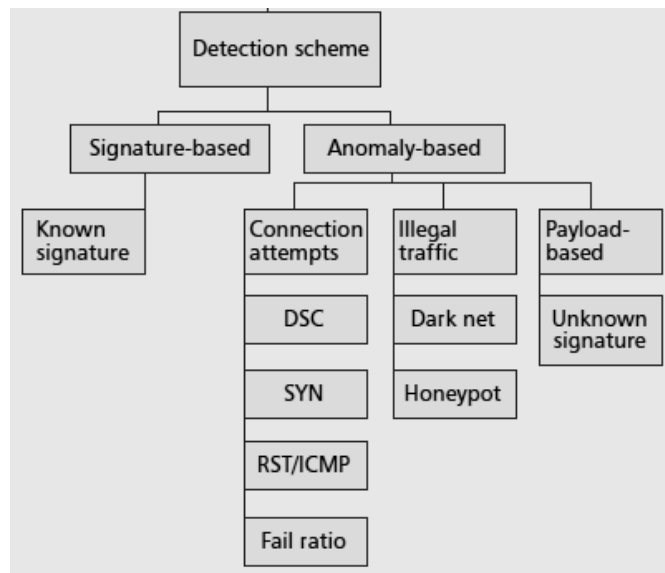 Detection scheme
Signature-based
Anomaly-based
Known
signature
Connection
attempts
Illegal
traffic
Payload-
based
DSC
Dark net
Unknown
signature
SYN
Honeypot
RST/ICMP
Fail ratio